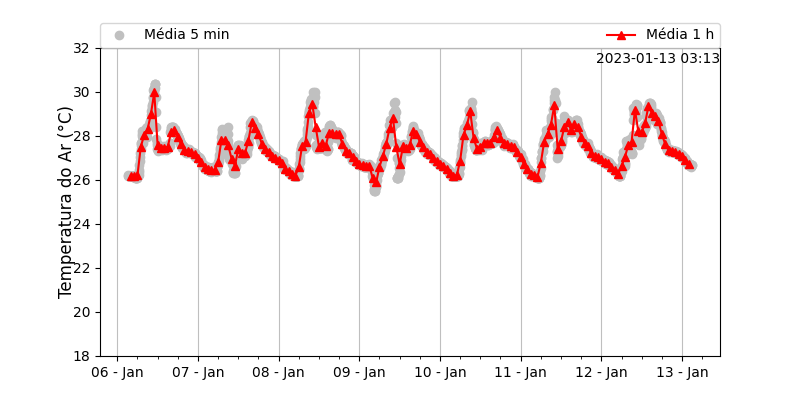 Média 5 min
Média 1 h
2023-01-13 03:13
Temperatura do Ar (°C)
32
30
28
26
24
22
20
18
06 - Jan
07 - Jan
08 - Jan
09 - Jan
10 - Jan
11 - Jan
12 - Jan
13 - Jan